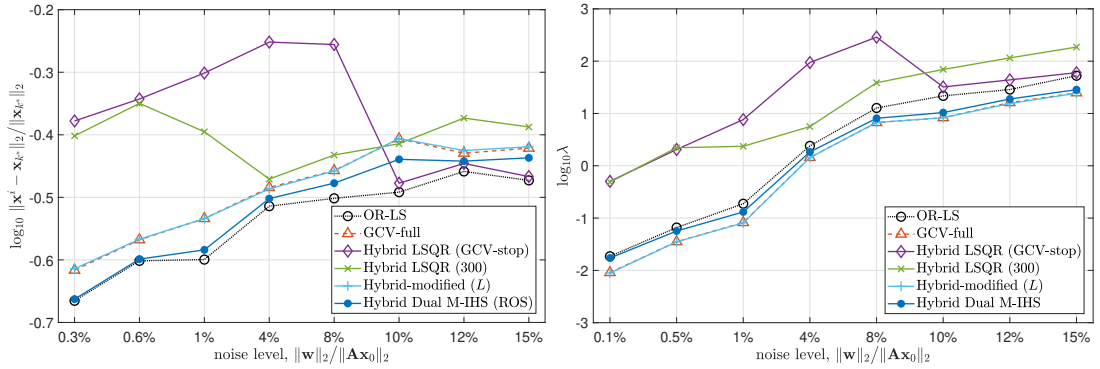 -0.2
-0.3
-0.4
-0.5
-0.6
-0.7
log₁₀ ‖xⁱ − xₖ*‖₂/‖xₖ*‖₂
OR-LS
GCV-full
Hybrid LSQR (GCV-stop)
Hybrid LSQR (300)
Hybrid-modified (L)
Hybrid Dual M-IHS (ROS)
0.3% 0.6% 1% 4% 8% 10% 12% 15%
noise level, ‖w‖₂/‖Ax₀‖₂
3
2
1
0
-1
-2
-3
log₁₀λ
OR-LS
GCV-full
Hybrid LSQR (GCV-stop)
Hybrid LSQR (300)
Hybrid-modified (L)
Hybrid Dual M-IHS
0.1% 0.5% 1% 4% 8% 10% 12% 15%
noise level, ‖w‖₂/‖Ax₀‖₂